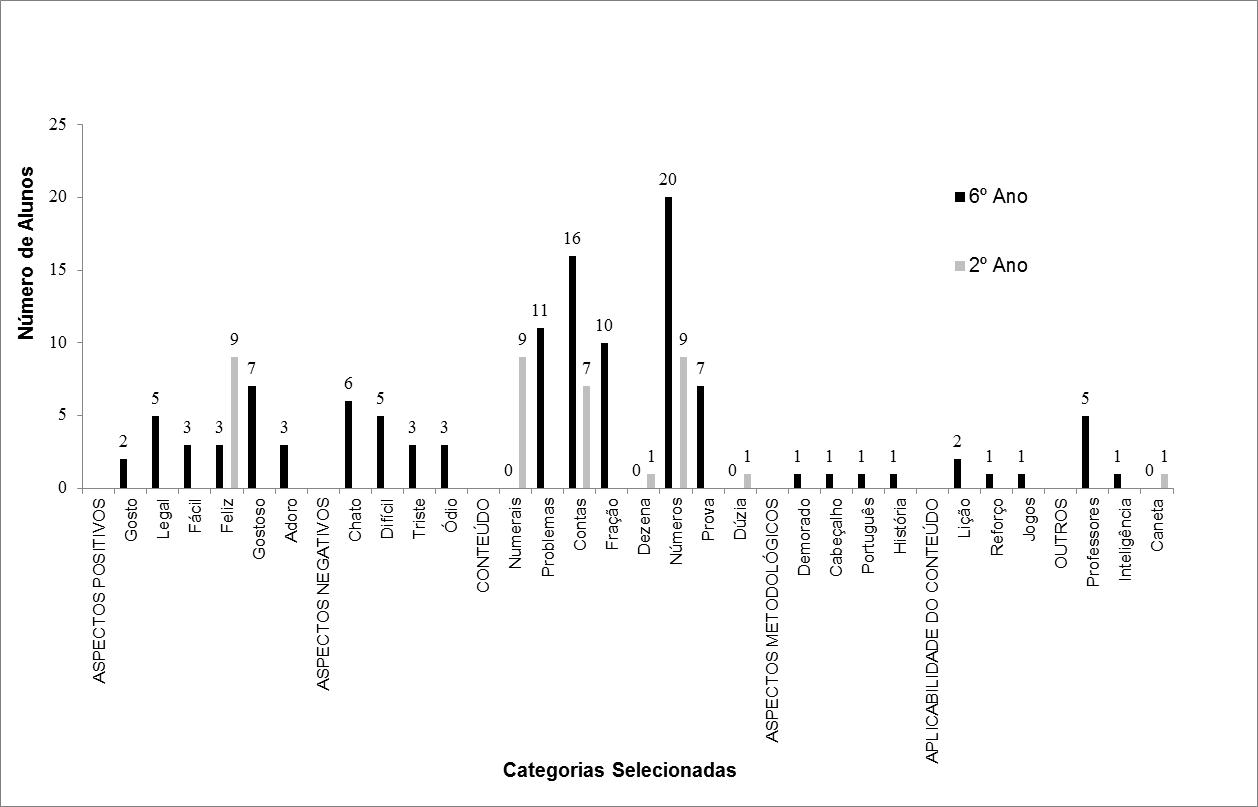 Número de Alunos
25
20
15
10
5
0
2
5
3
3
9
7
3
6
5
3
3
0
9
11
16
7
10
0
1
20
9
7
0
1
1
1
1
1
2
1
1
5
1
0
1
6º Ano
2º Ano
ASPECTOS POSITIVOS
Gosto
Legal
Fácil
Feliz
Gostoso
Adoro
ASPECTOS NEGATIVOS
Chato
Difícil
Triste
Ódio
CONTEÚDO
Numerais
Problemas
Contas
Fração
Dezena
Números
Prova
Dúzia
ASPECTOS METODOLÓGICOS
Demorado
Cabeçalho
Português
História
APLICABILIDADE DO CONTEÚDO
Lição
Reforço
Jogos
OUTROS
Professores
Inteligência
Caneta
Categorias Selecionadas